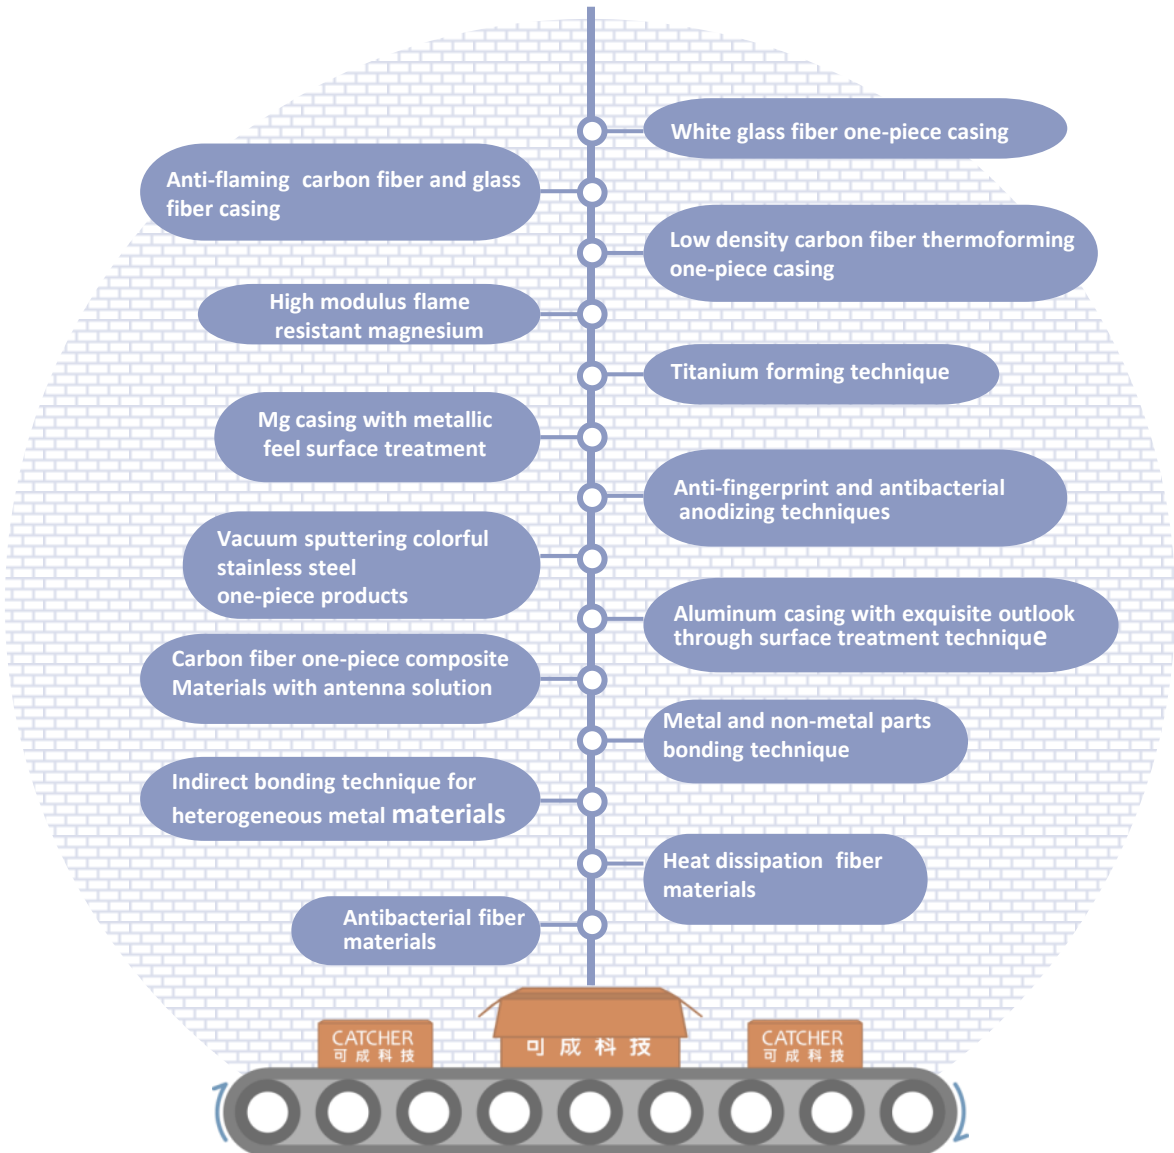 White glass fiber one-piece casing
Anti-flaming carbon fiber and glass
fiber casing
Low density carbon fiber thermoforming
one-piece casing
High modulus flame
resistant magnesium
Titanium forming technique
Mg casing with metallic
feel surface treatment
Anti-fingerprint and antibacterial
anodizing techniques
Vacuum sputtering colorful
stainless steel
one-piece products
Aluminum casing with exquisite outlook
through surface treatment technique
Carbon fiber one-piece composite
Materials with antenna solution
Metal and non-metal parts
bonding technique
Indirect bonding technique for
heterogeneous metal materials
Heat dissipation fiber
materials
Antibacterial fiber
materials
CATCHER
可成科技
可成科技
CATCHER
可成科技